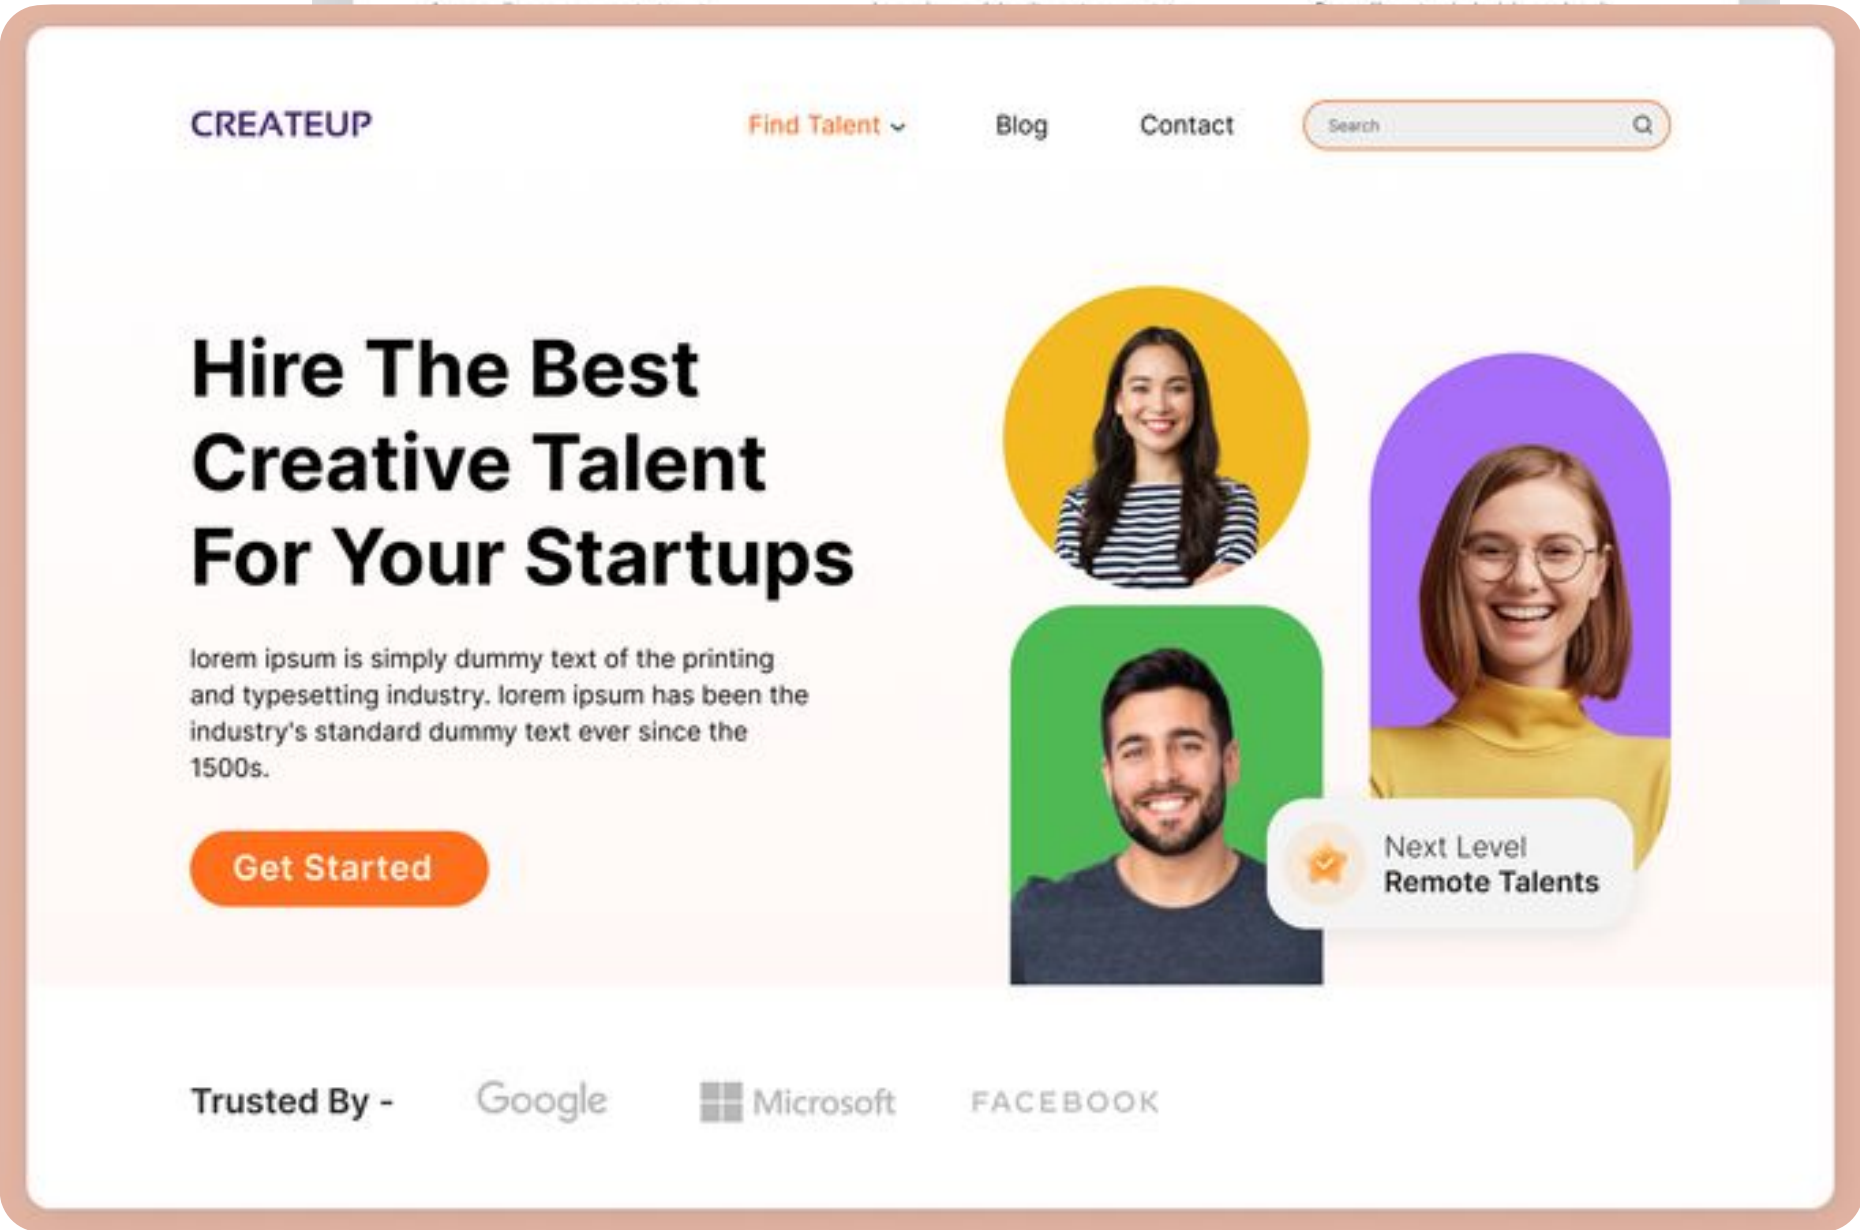 CREATEUP
Find Talent
Blog
Contact
Search
Hire The Best
Creative Talent
For Your Startups
lorem ipsum is simply dummy text of the printing
and typesetting industry. lorem ipsum has been the
industry's standard dummy text ever since the
1500s.
Get Started
Next Level
Remote Talents
Trusted By -
Google
Microsoft
FACEBOOK